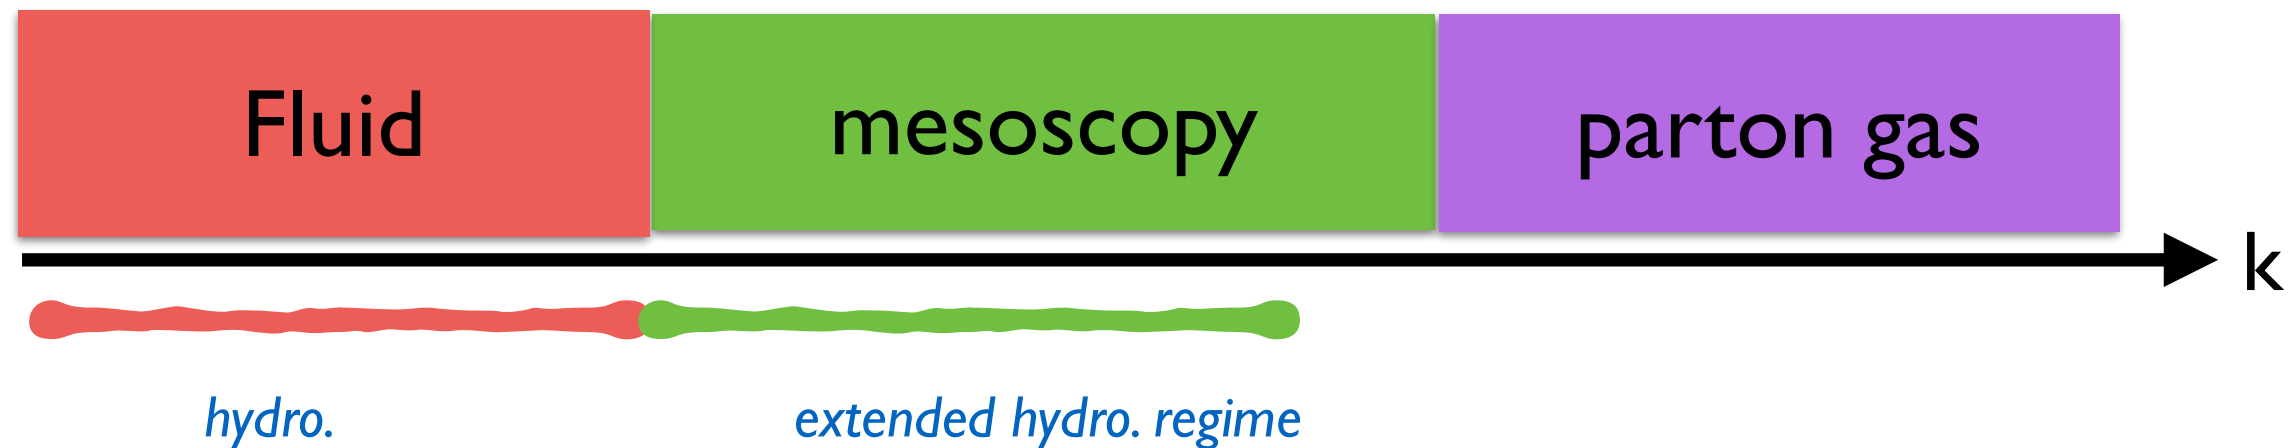 Fluid mesoscopy parton gas
k
hydro. extended hydro. regime